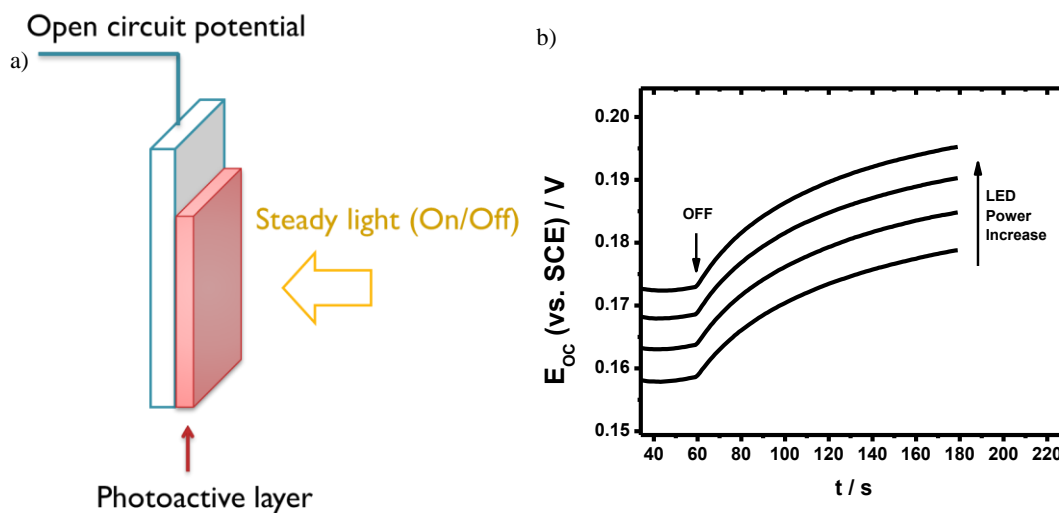 Open circuit potential
a)
Steady light (On/Off)
Photoactive layer
b)
E_OC (vs. SCE) / V
0.20
0.19
0.18
0.17
0.16
0.15
OFF
LED
Power
Increase
40 60 80 100 120 140 160 180 200 220
t / s